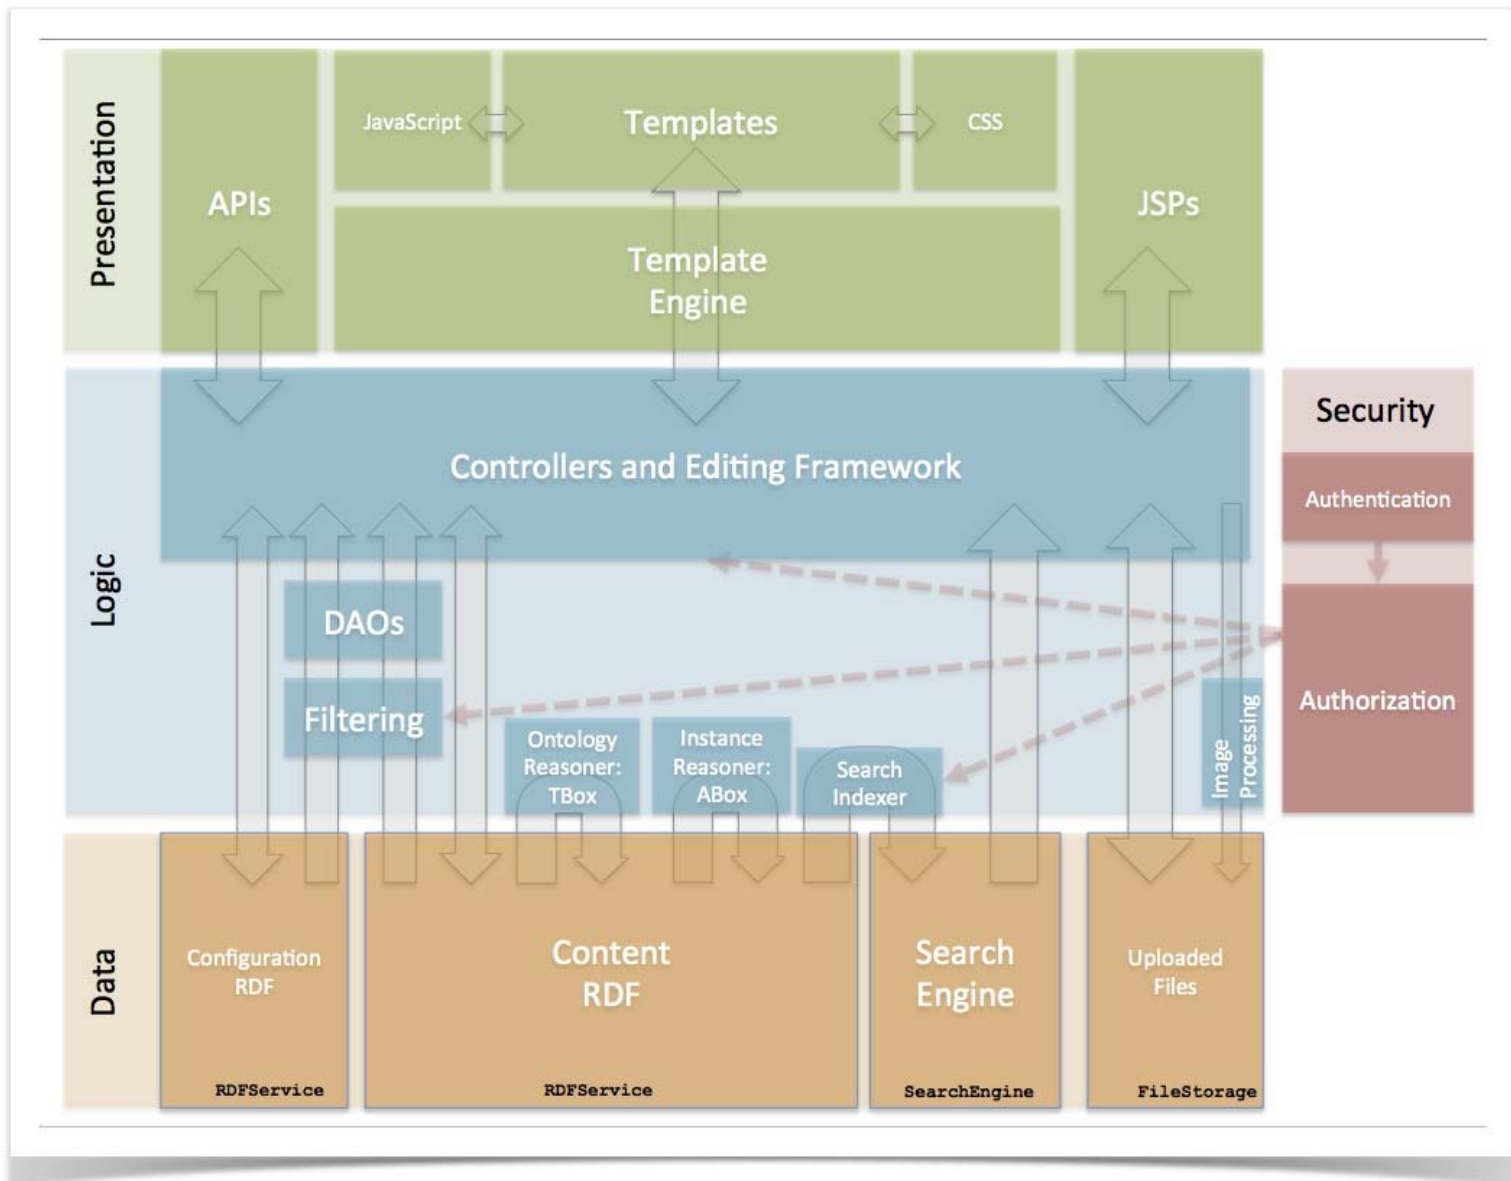 Presentation
APIs
JavaScript
Templates
CSS
JSPs
Template
Engine
Logic
Controllers and Editing Framework
DAOs
Filtering
Ontology
Reasoner:
TBox
Instance
Reasoner:
ABox
Search
Indexer
Image
Processing
Security
Authentication
Authorization
Data
Configuration
RDF
RDFService
Content
RDF
RDFService
Search
Engine
SearchEngine
Uploaded
Files
FileStorage